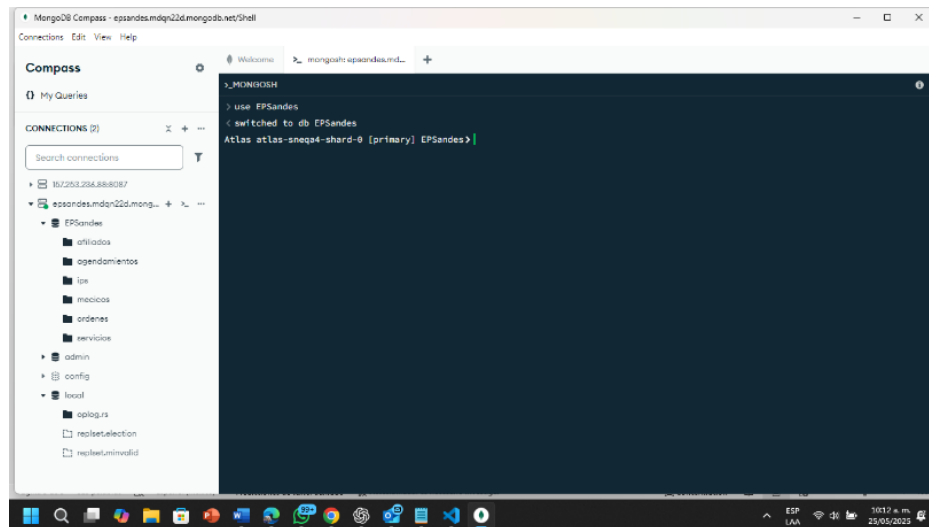 MongoDB Compass - epsandes.mdqn22d.mongodb.net/Shell
Connections Edit View Help
Compass
{} My Queries
CONNECTIONS (2)
Search connections
157.253.236.88:8087
epsandes.mdqn22d.mong...
EPSandes
afiliados
agendamientos
ips
mecicos
ordenes
servicios
admin
config
local
oplog.rs
replset.election
replset.minvalid
Welcome
>_ mongosh: epsandes.md...
>_MONGOSH
> use EPSandes
< switched to db EPSandes
Atlas atlas-sneqa4-shard-0 [primary] EPSandes>
99+
ESP
LAA
10:12 a. m.
25/05/2025